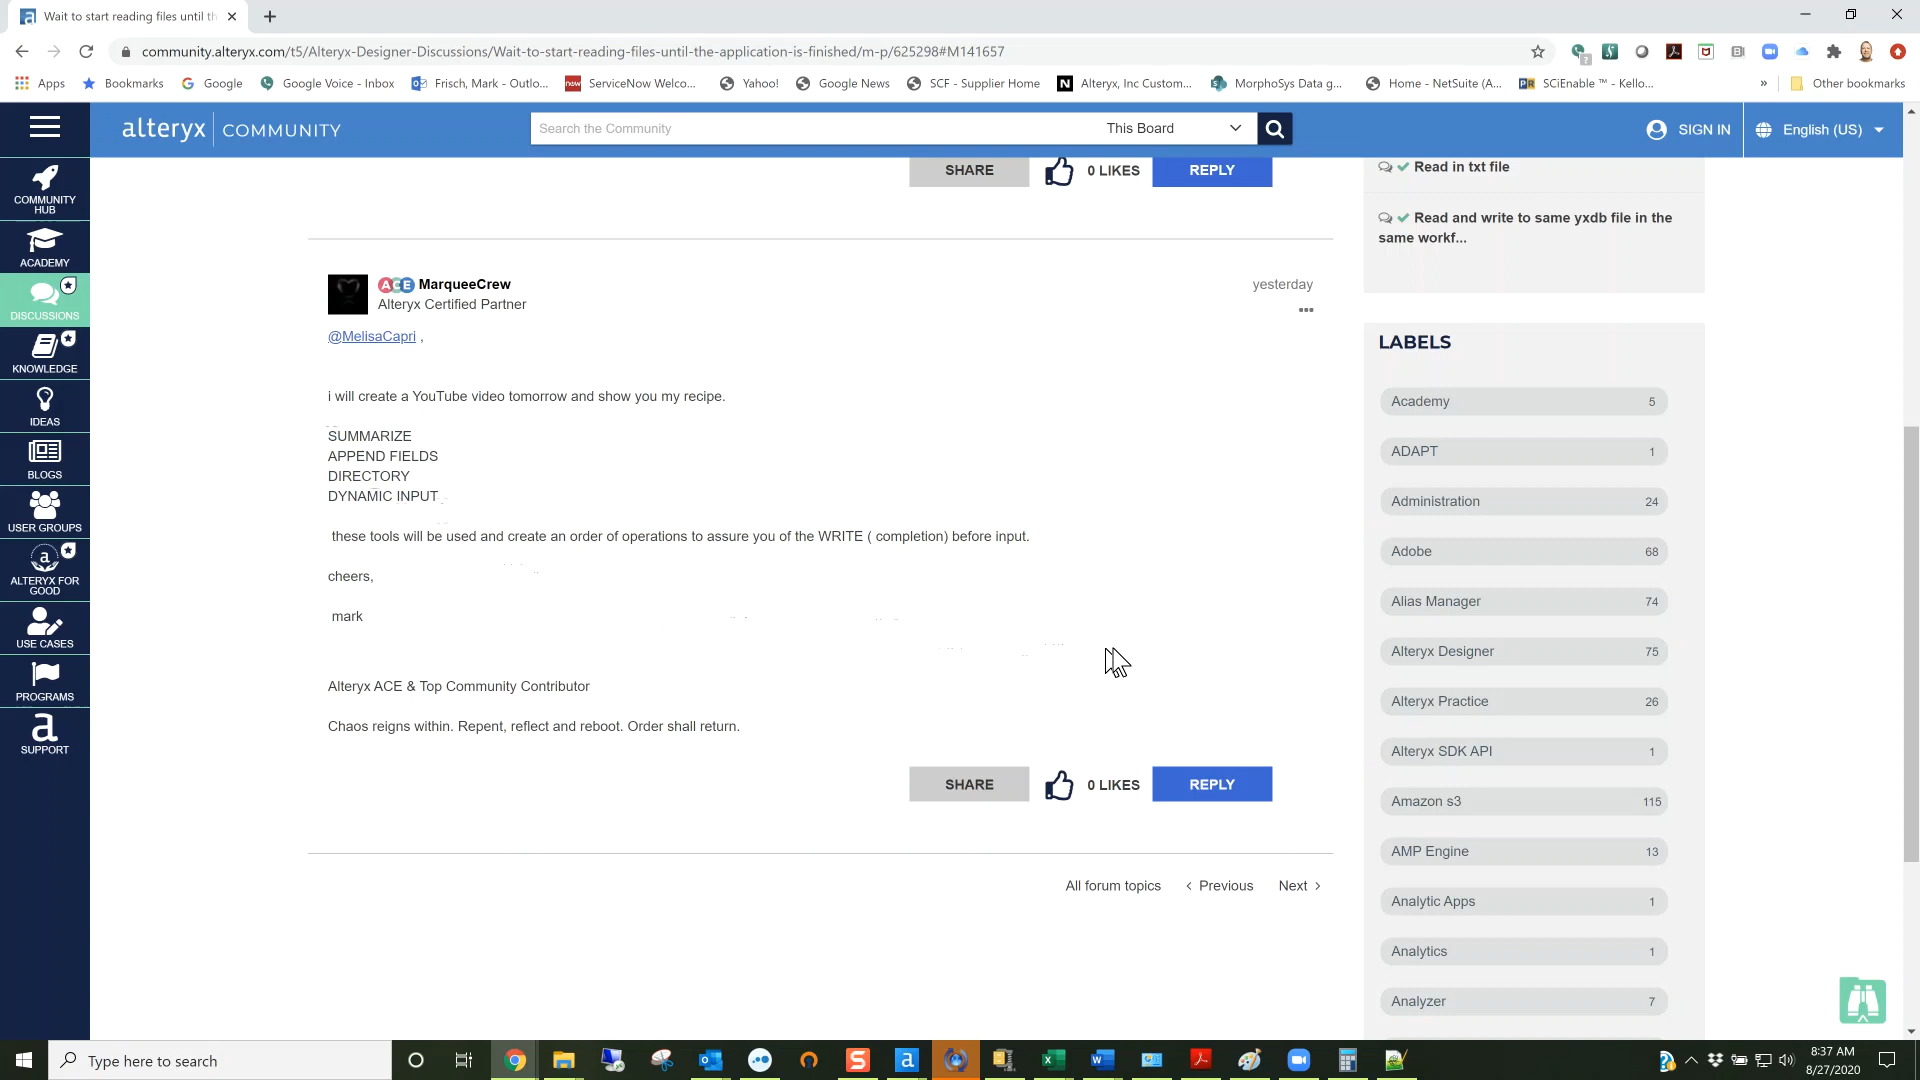 Wait to start reading files until th
community.alteryx.com/t5/Alteryx-Designer-Discussions/Wait-to-start-reading-files-until-the-application-is-finished/m-p/625298#M141657
Apps
Bookmarks
Google
Google Voice - Inbox
Frisch, Mark - Outlo...
ServiceNow Welco...
Yahoo!
Google News
SCF - Supplier Home
Alteryx, Inc Custom...
MorphoSys Data g...
Home - NetSuite (A...
SCiEnable ™ - Kello...
»
Other bookmarks
alteryx COMMUNITY
Search the Community
This Board
SIGN IN
English (US)
COMMUNITY
HUB
ACADEMY
DISCUSSIONS
KNOWLEDGE
IDEAS
BLOGS
USER GROUPS
ALTERYX FOR
GOOD
USE CASES
PROGRAMS
SUPPORT
SHARE
0 LIKES
REPLY
ACE MarqueeCrew
yesterday
Alteryx Certified Partner
@MelisaCapri ,
i will create a YouTube video tomorrow and show you my recipe.
SUMMARIZE
APPEND FIELDS
DIRECTORY
DYNAMIC INPUT
these tools will be used and create an order of operations to assure you of the WRITE ( completion) before input.
cheers,
mark
Alteryx ACE & Top Community Contributor
Chaos reigns within. Repent, reflect and reboot. Order shall return.
SHARE
0 LIKES
REPLY
All forum topics
Previous
Next
Read in txt file
Read and write to same yxdb file in the
same workf...
LABELS
Academy 5
ADAPT 1
Administration 24
Adobe 68
Alias Manager 74
Alteryx Designer 75
Alteryx Practice 26
Alteryx SDK API 1
Amazon s3 115
AMP Engine 13
Analytic Apps 1
Analytics 1
Analyzer 7
Type here to search
8:37 AM
8/27/2020